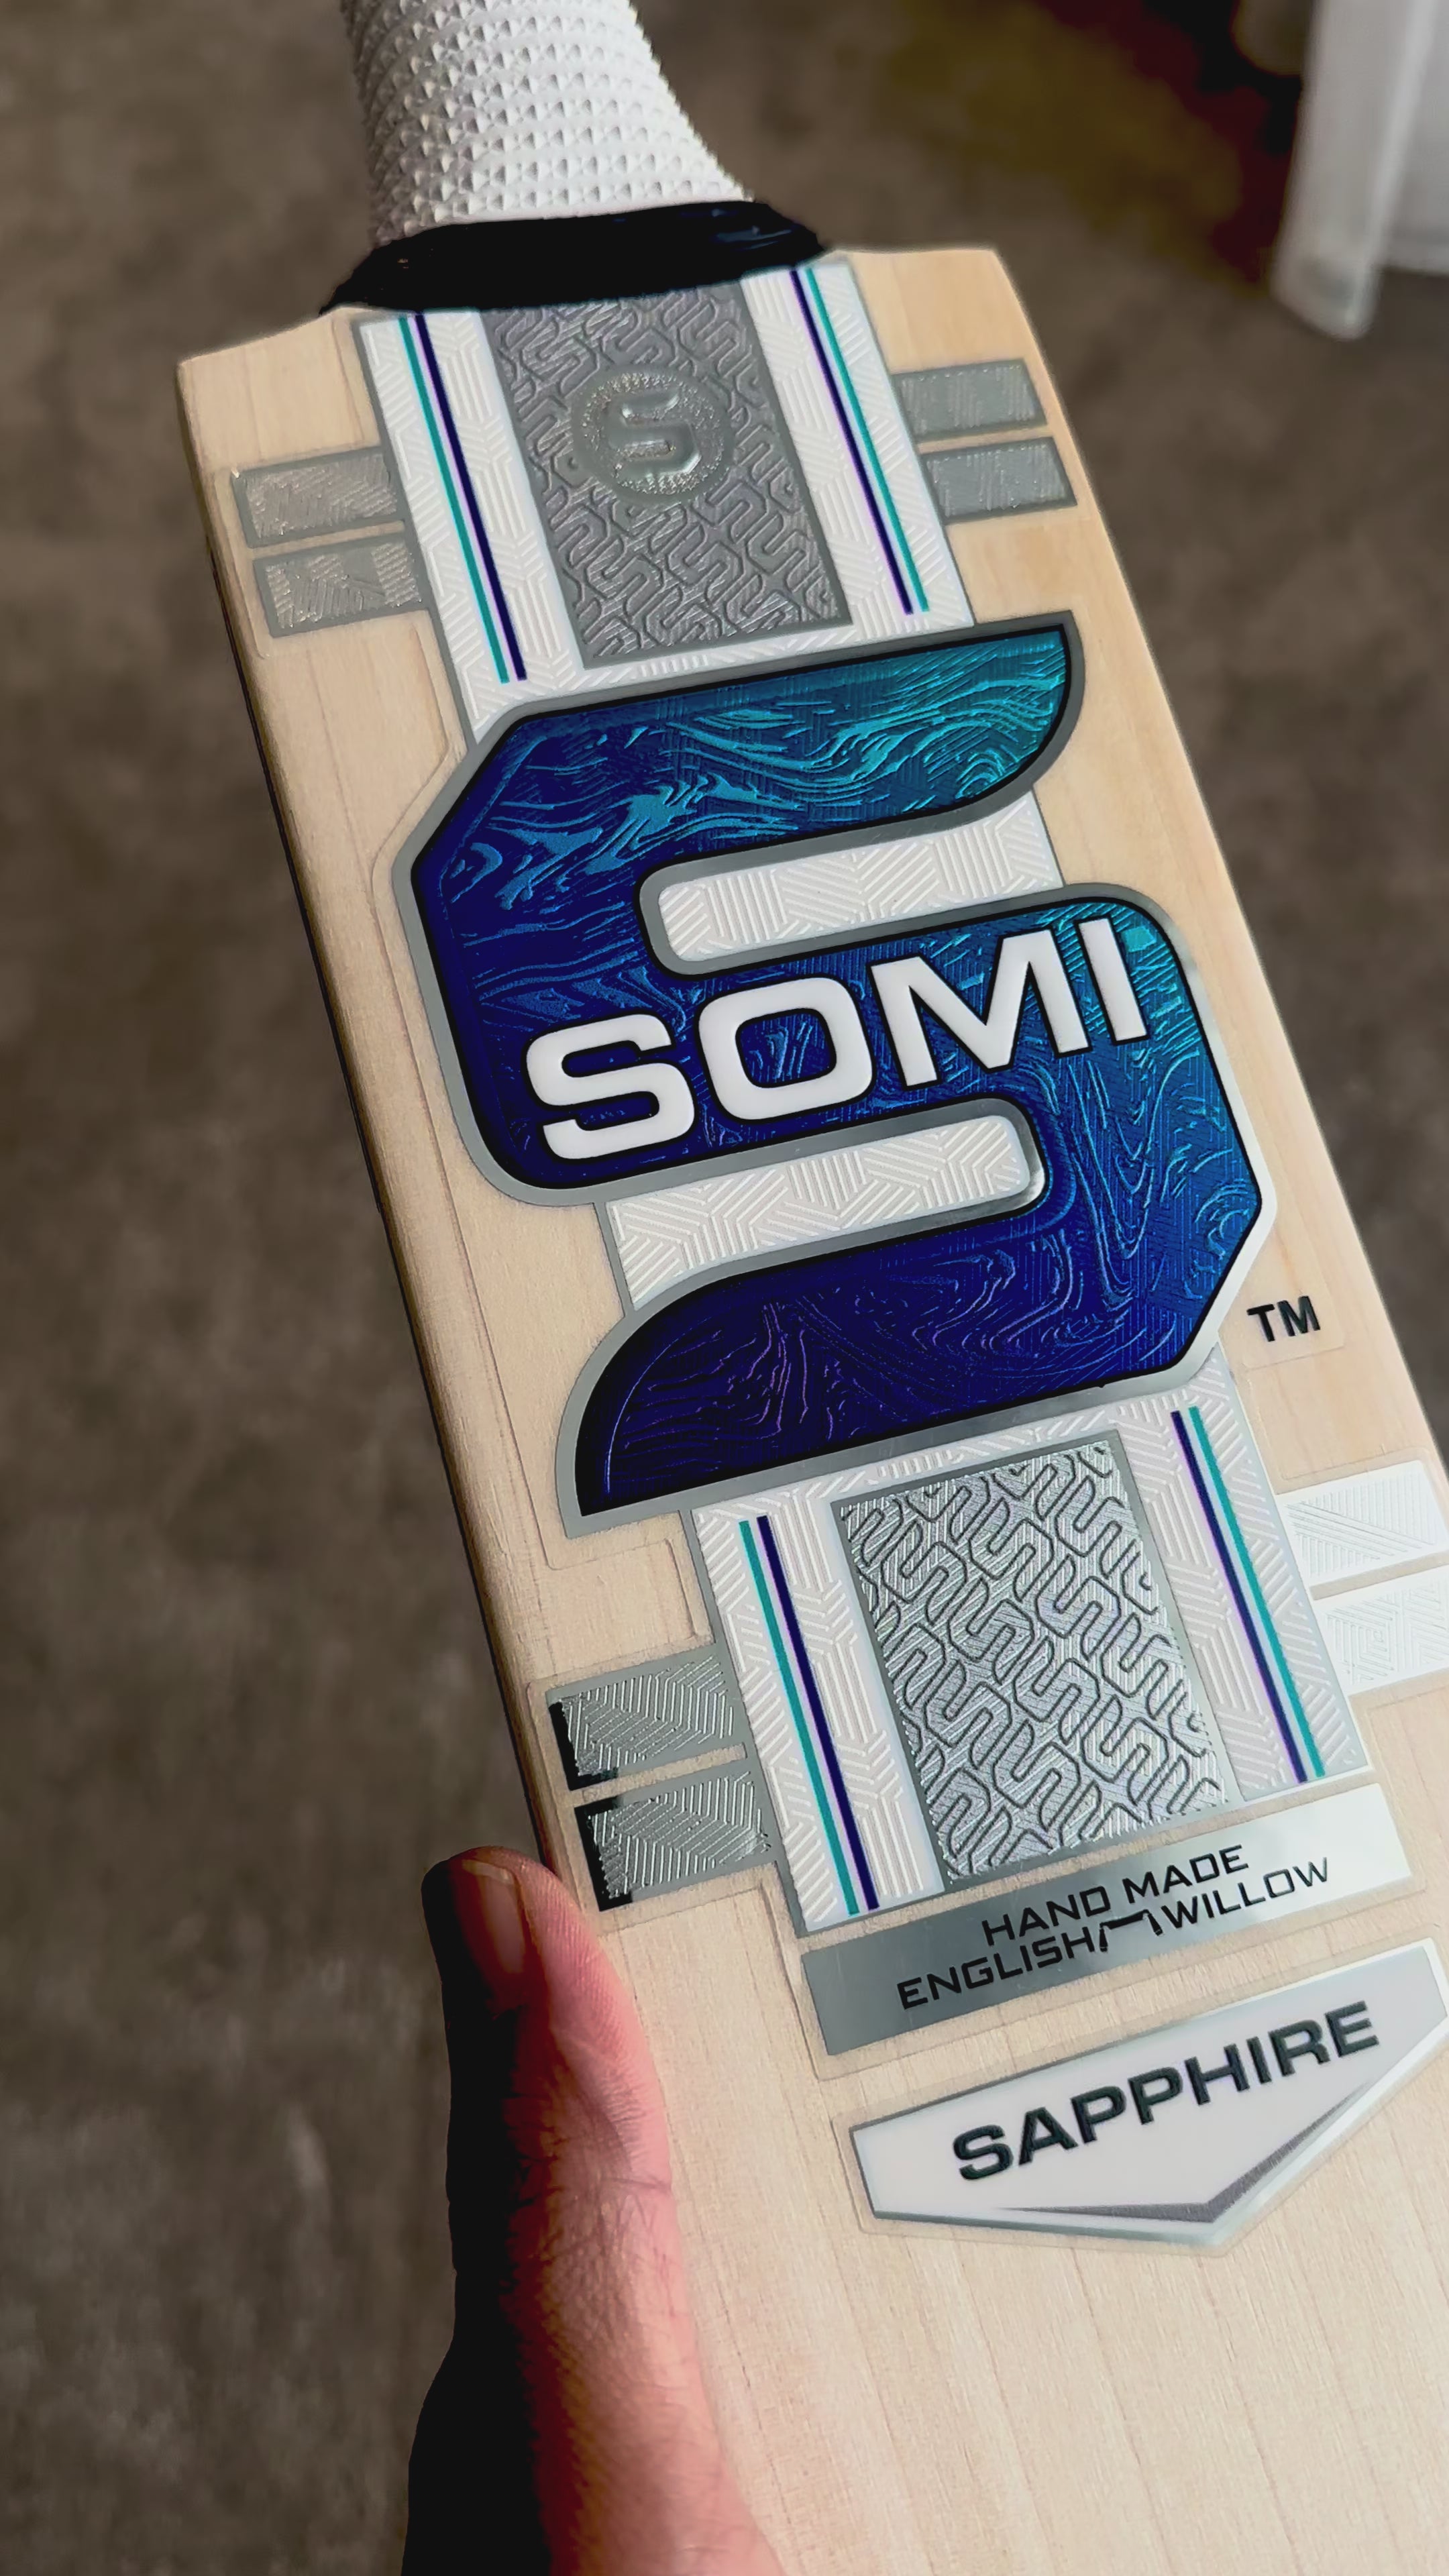 S
SOMI
TM
HAND MADE
ENGLISH WILLOW
SAPPHIRE